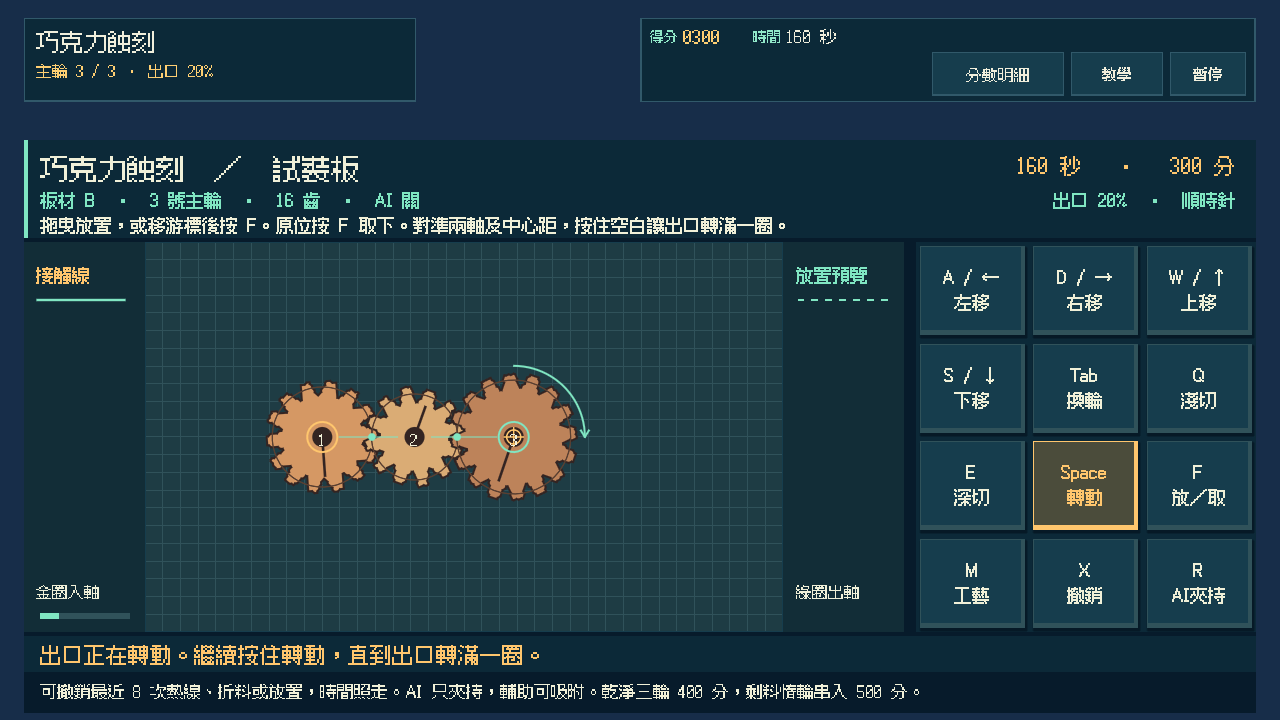 巧克力蝕刻
主輪 3 / 3 · 出口 20%
得分 0300 時間 160 秒
分數明細
教學
暫停
巧克力蝕刻 ／ 試裝板
160 秒 · 300 分
板材 B · 3 號主輪 · 16 齒 · AI 關
出口 20% · 順時針
拖曳放置，或移游標後按 F。原位按 F 取下。對準兩軸及中心距，按住空白讓出口轉滿一圈。
接觸線
放置預覽
1
2
3
金圈入軸
綠圈出軸
A / ←
左移
D / →
右移
W / ↑
上移
S / ↓
下移
Tab
換輪
Q
淺切
E
深切
Space
轉動
F
放／取
M
工藝
X
撤銷
R
AI夾持
出口正在轉動。繼續按住轉動，直到出口轉滿一圈。
可撤銷最近 8 次熱線、折料或放置，時間照走。AI 只夾持，輔助可吸附。乾淨三輪 400 分，剩料惰輪串入 500 分。